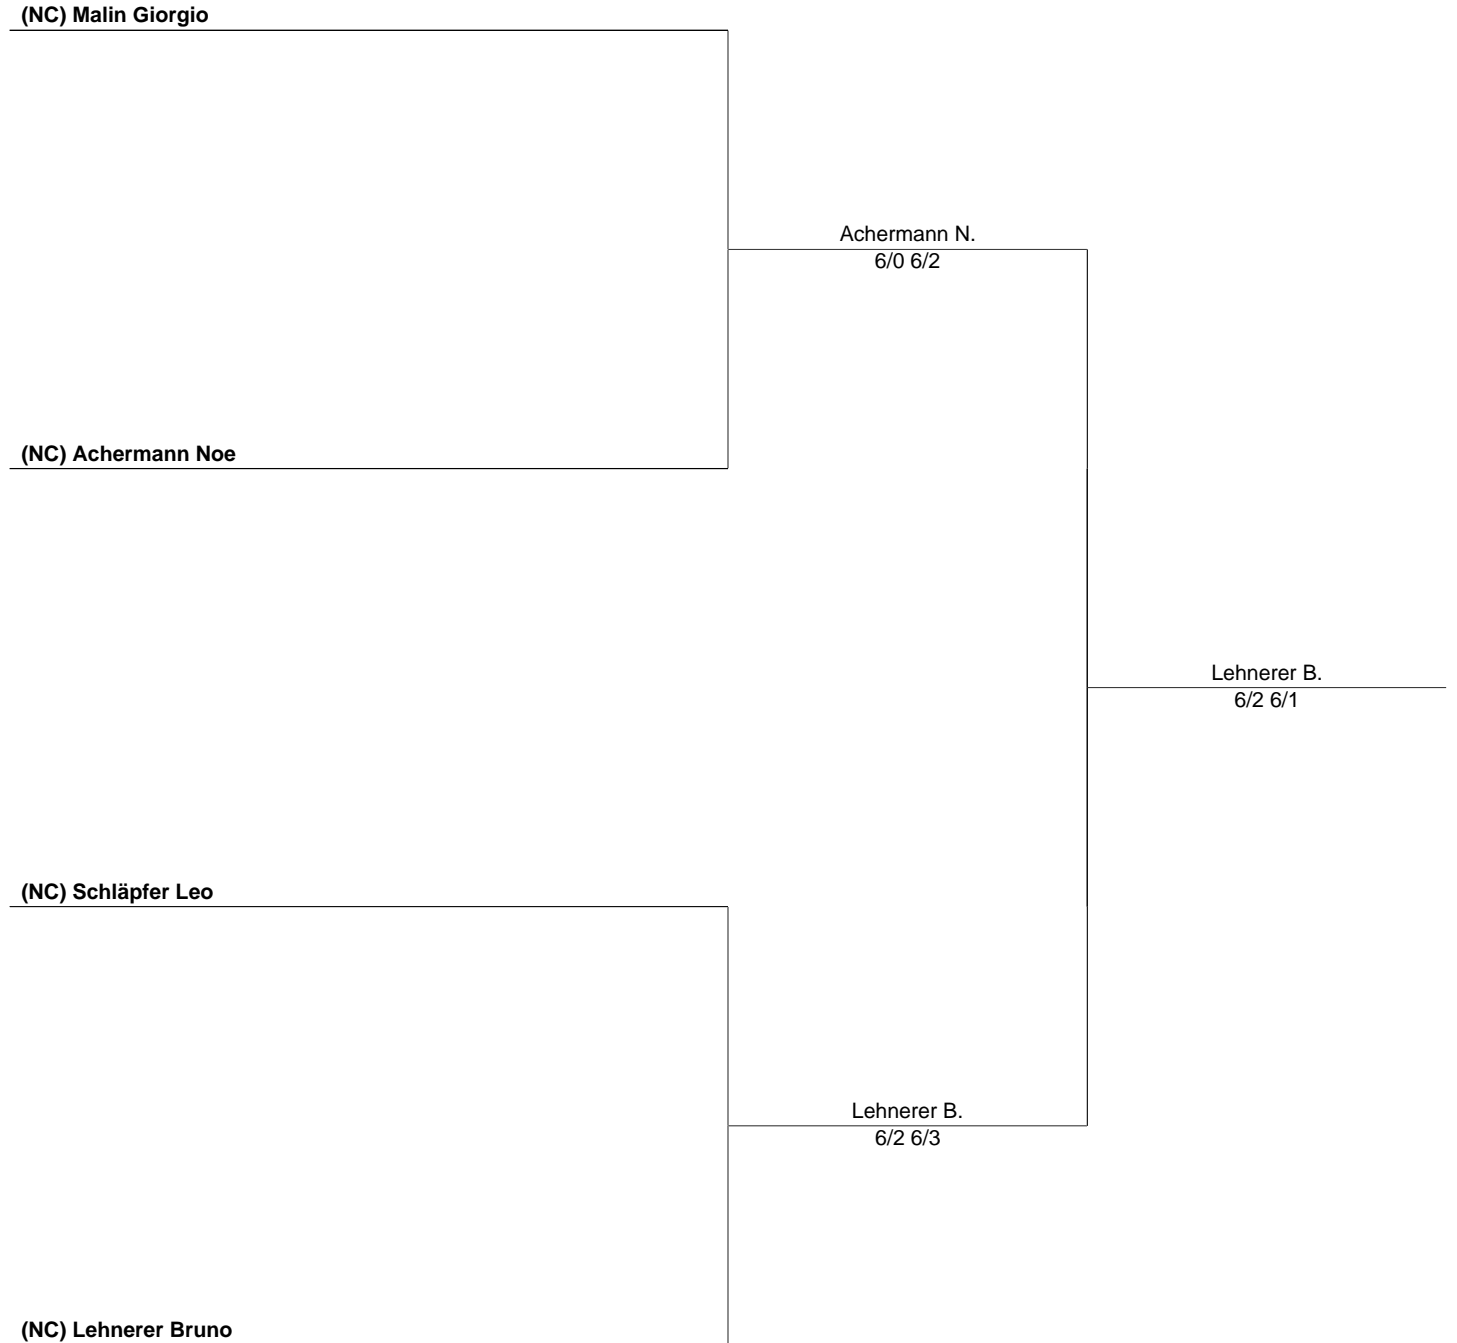 (NC) Malin Giorgio
Achermann N.
6/0 6/2
(NC) Achermann Noe
Lehnerer B.
6/2 6/1
(NC) Schläpfer Leo
Lehnerer B.
6/2 6/3
(NC) Lehnerer Bruno